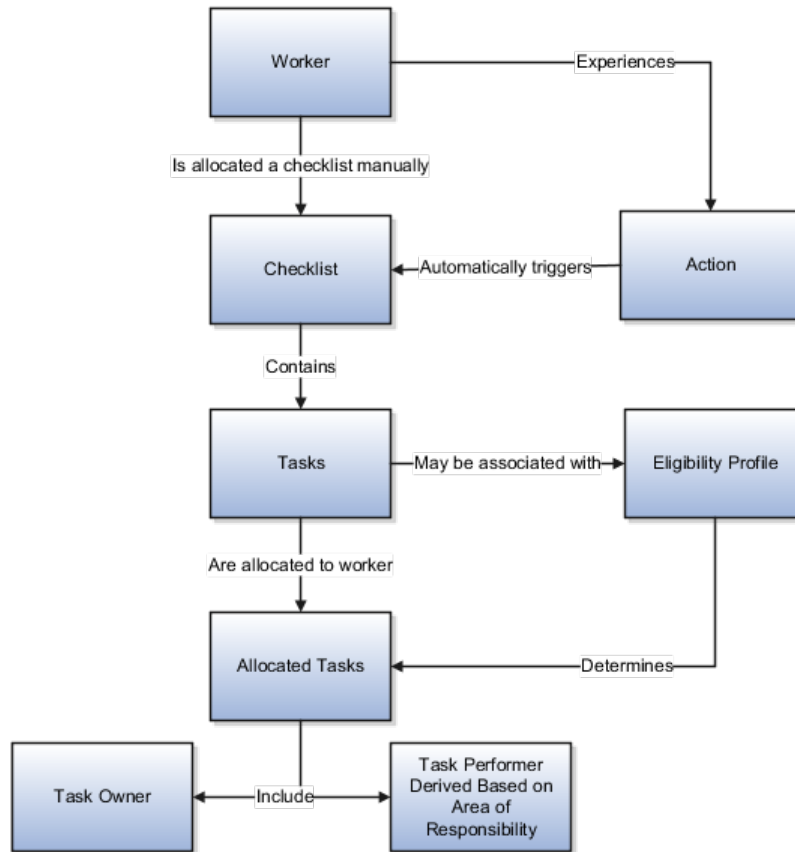 Worker
Experiences
Is allocated a checklist manually
Checklist
Automatically triggers
Action
Contains
Tasks
May be associated with
Eligibility Profile
Are allocated to worker
Allocated Tasks
Determines
Task Owner
Include
Task Performer
Derived Based on
Area of
Responsibility